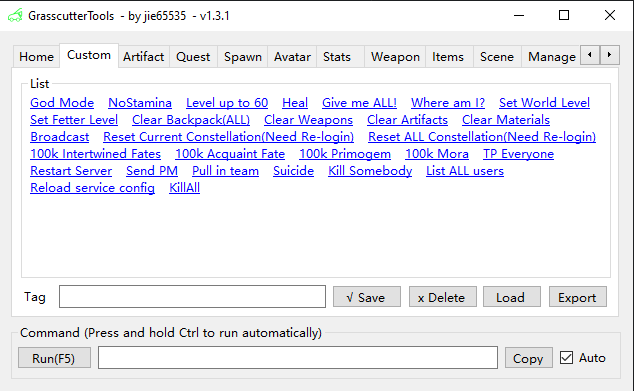 GrasscutterTools - by jie65535 - v1.3.1
Home Custom Artifact Quest Spawn Avatar Stats Weapon Items Scene Manage
List
God Mode NoStamina Level up to 60 Heal Give me ALL! Where am I? Set World Level
Set Fetter Level Clear Backpack(ALL) Clear Weapons Clear Artifacts Clear Materials
Broadcast Reset Current Constellation(Need Re-login) Reset ALL Constellation(Need Re-login)
100k Intertwined Fates 100k Acquaint Fate 100k Primogem 100k Mora TP Everyone
Restart Server Send PM Pull in team Suicide Kill Somebody List ALL users
Reload service config KillAll
Tag √ Save x Delete Load Export
Command (Press and hold Ctrl to run automatically)
Run(F5) Copy Auto